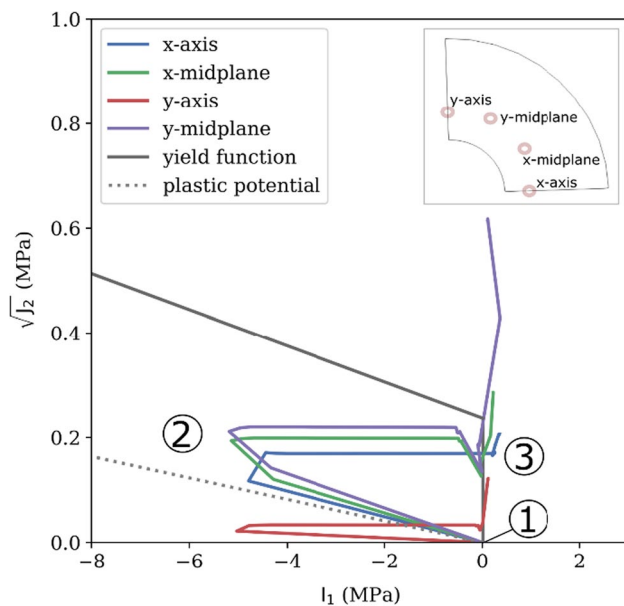 1.0
0.8
0.6
0.4
0.2
0.0
√J₂ (MPa)
x-axis
x-midplane
y-axis
y-midplane
yield function
plastic potential
y-axis
y-midplane
x-midplane
x-axis
2
3
1
−8
−6
−4
−2
0
2
I₁ (MPa)